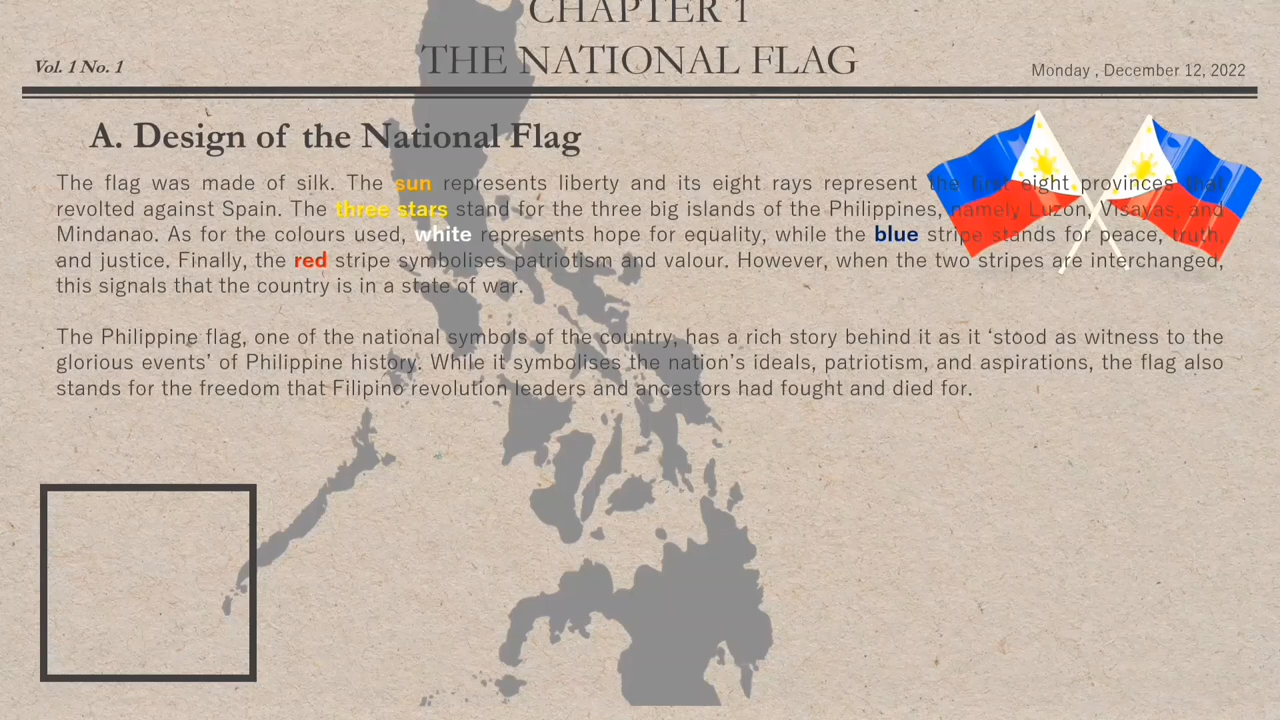 CHAPTER 1
THE NATIONAL FLAG
Vol. 1 No. 1
Monday , December 12, 2022
A. Design of the National Flag
The flag was made of silk. The sun represents liberty and its eight rays represent the first eight provinces that
revolted against Spain. The three stars stand for the three big islands of the Philippines, namely Luzon, Visayas, and
Mindanao. As for the colours used, white represents hope for equality, while the blue stripe stands for peace, truth,
and justice. Finally, the red stripe symbolises patriotism and valour. However, when the two stripes are interchanged,
this signals that the country is in a state of war.
The Philippine flag, one of the national symbols of the country, has a rich story behind it as it ‘stood as witness to the
glorious events’ of Philippine history. While it symbolises the nation’s ideals, patriotism, and aspirations, the flag also
stands for the freedom that Filipino revolution leaders and ancestors had fought and died for.